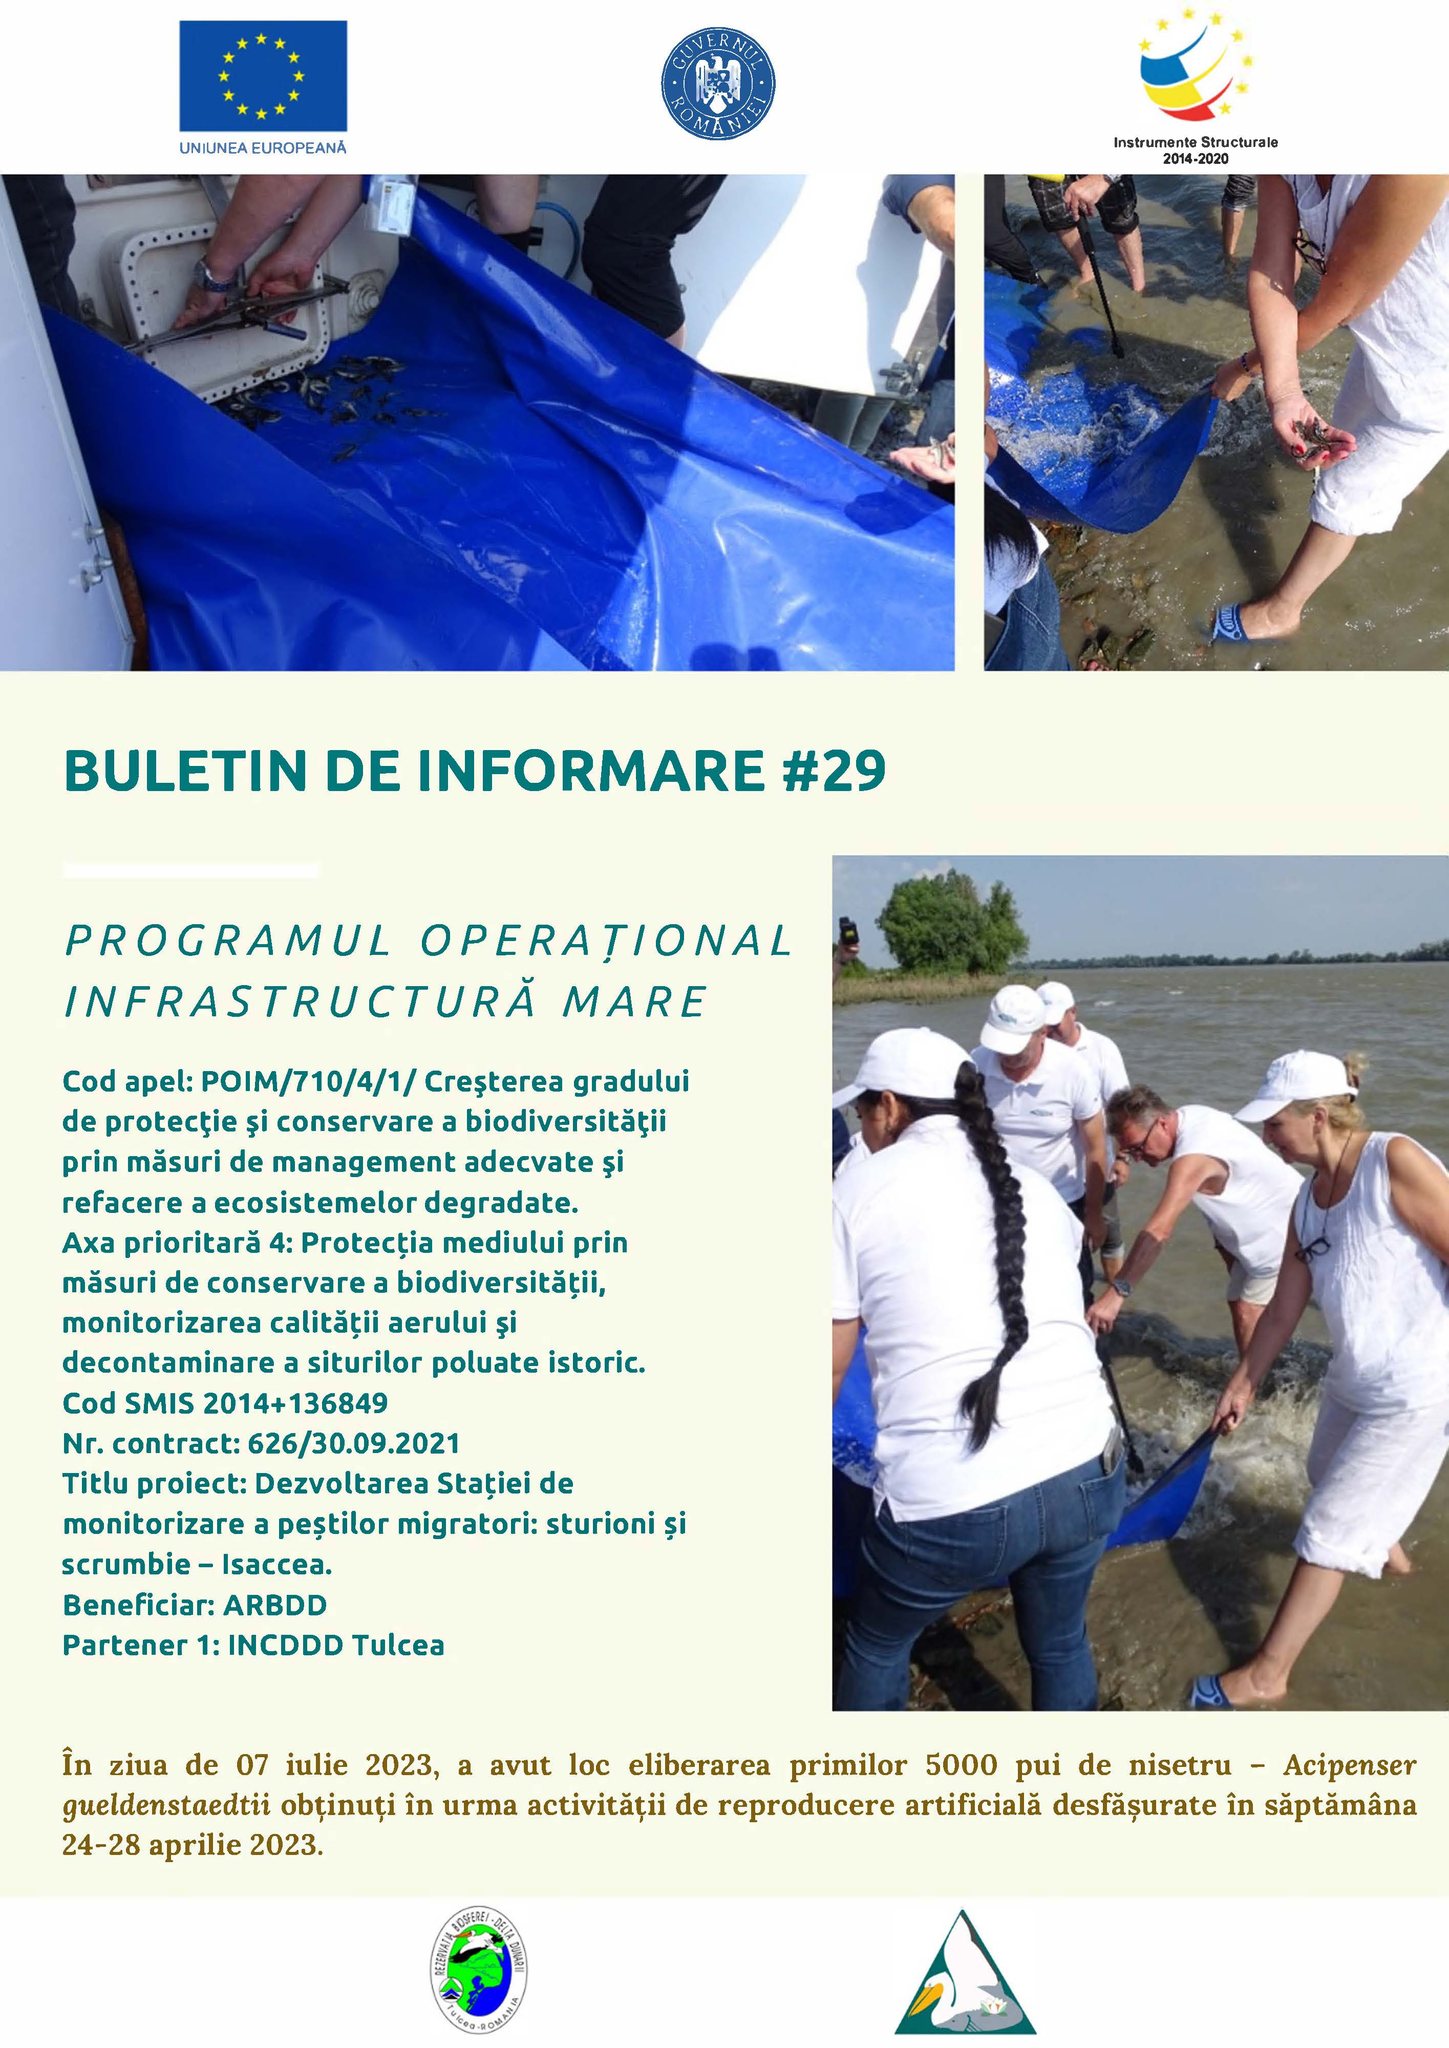 UNIUNEA EUROPEANĂ
GUVERNUL ROMÂNIEI
Instrumente Structurale
2014-2020
BULETIN DE INFORMARE #29
PROGRAMUL OPERAȚIONAL
INFRASTRUCTURĂ MARE
Cod apel: POIM/710/4/1/ Creşterea gradului
de protecţie şi conservare a biodiversităţii
prin măsuri de management adecvate şi
refacere a ecosistemelor degradate.
Axa prioritară 4: Protecția mediului prin
măsuri de conservare a biodiversității,
monitorizarea calității aerului şi
decontaminare a siturilor poluate istoric.
Cod SMIS 2014+136849
Nr. contract: 626/30.09.2021
Titlu proiect: Dezvoltarea Stației de
monitorizare a peștilor migratori: sturioni și
scrumbie – Isaccea.
Beneficiar: ARBDD
Partener 1: INCDDD Tulcea
În ziua de 07 iulie 2023, a avut loc eliberarea primilor 5000 pui de nisetru – Acipenser
gueldenstaedtii obținuți în urma activității de reproducere artificială desfășurate în săptămâna
24-28 aprilie 2023.
REZERVAȚIA BIOSFEREI - DELTA DUNĂRII
Tulcea-ROMANIA